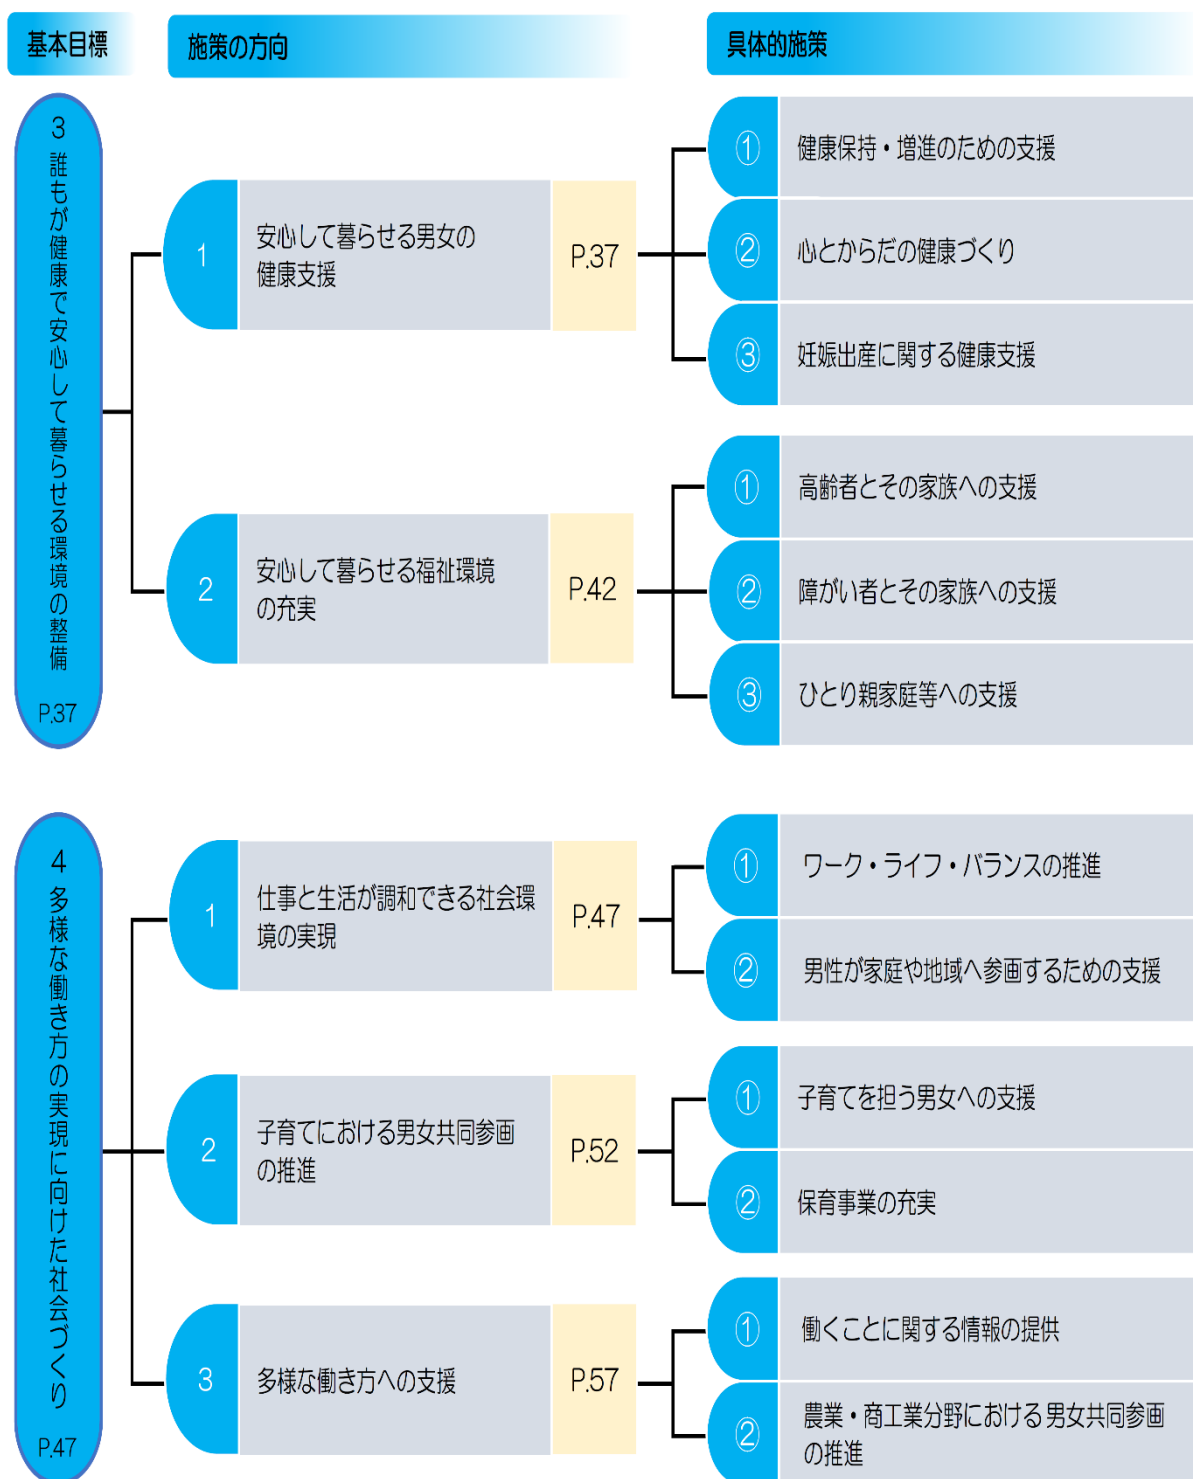 基本目標
施策の方向
具体的施策
3 誰もが健康で安心して暮らせる環境の整備
P.37
1
安心して暮らせる男女の
健康支援
P.37
① 健康保持・増進のための支援
② 心とからだの健康づくり
③ 妊娠出産に関する健康支援
2
安心して暮らせる福祉環境
の充実
P.42
① 高齢者とその家族への支援
② 障がい者とその家族への支援
③ ひとり親家庭等への支援
4 多様な働き方の実現に向けた社会づくり
P.47
1
仕事と生活が調和できる社会環
境の実現
P.47
① ワーク・ライフ・バランスの推進
② 男性が家庭や地域へ参画するための支援
2
子育てにおける男女共同参画
の推進
P.52
① 子育てを担う男女への支援
② 保育事業の充実
3
多様な働き方への支援
P.57
① 働くことに関する情報の提供
② 農業・商工業分野における男女共同参画
の推進